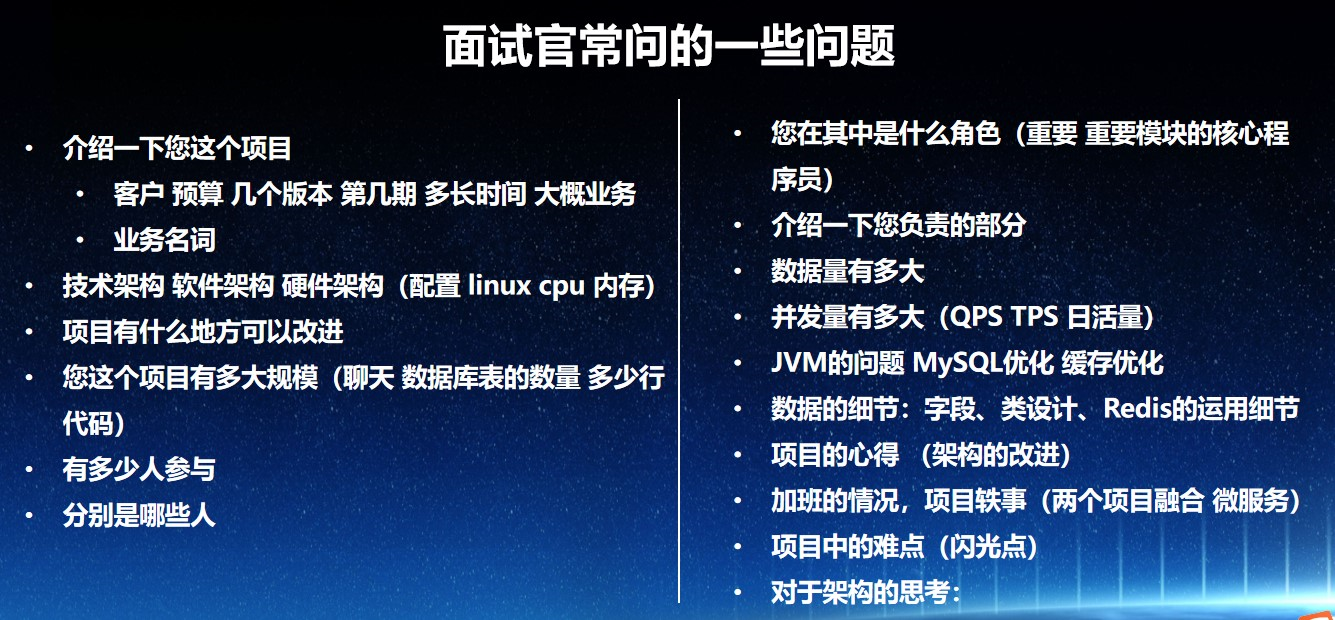 面试官常问的一些问题
• 介绍一下您这个项目
• 客户 预算 几个版本 第几期 多长时间 大概业务
• 业务名词
• 技术架构 软件架构 硬件架构（配置 linux cpu 内存）
• 项目有什么地方可以改进
• 您这个项目有多大规模（聊天 数据库表的数量 多少行
代码）
• 有多少人参与
• 分别是哪些人
• 您在其中是什么角色（重要 重要模块的核心程
序员）
• 介绍一下您负责的部分
• 数据量有多大
• 并发量有多大（QPS TPS 日活量）
• JVM的问题 MySQL优化 缓存优化
• 数据的细节：字段、类设计、Redis的运用细节
• 项目的心得 （架构的改进）
• 加班的情况，项目轶事（两个项目融合 微服务）
• 项目中的难点（闪光点）
• 对于架构的思考：